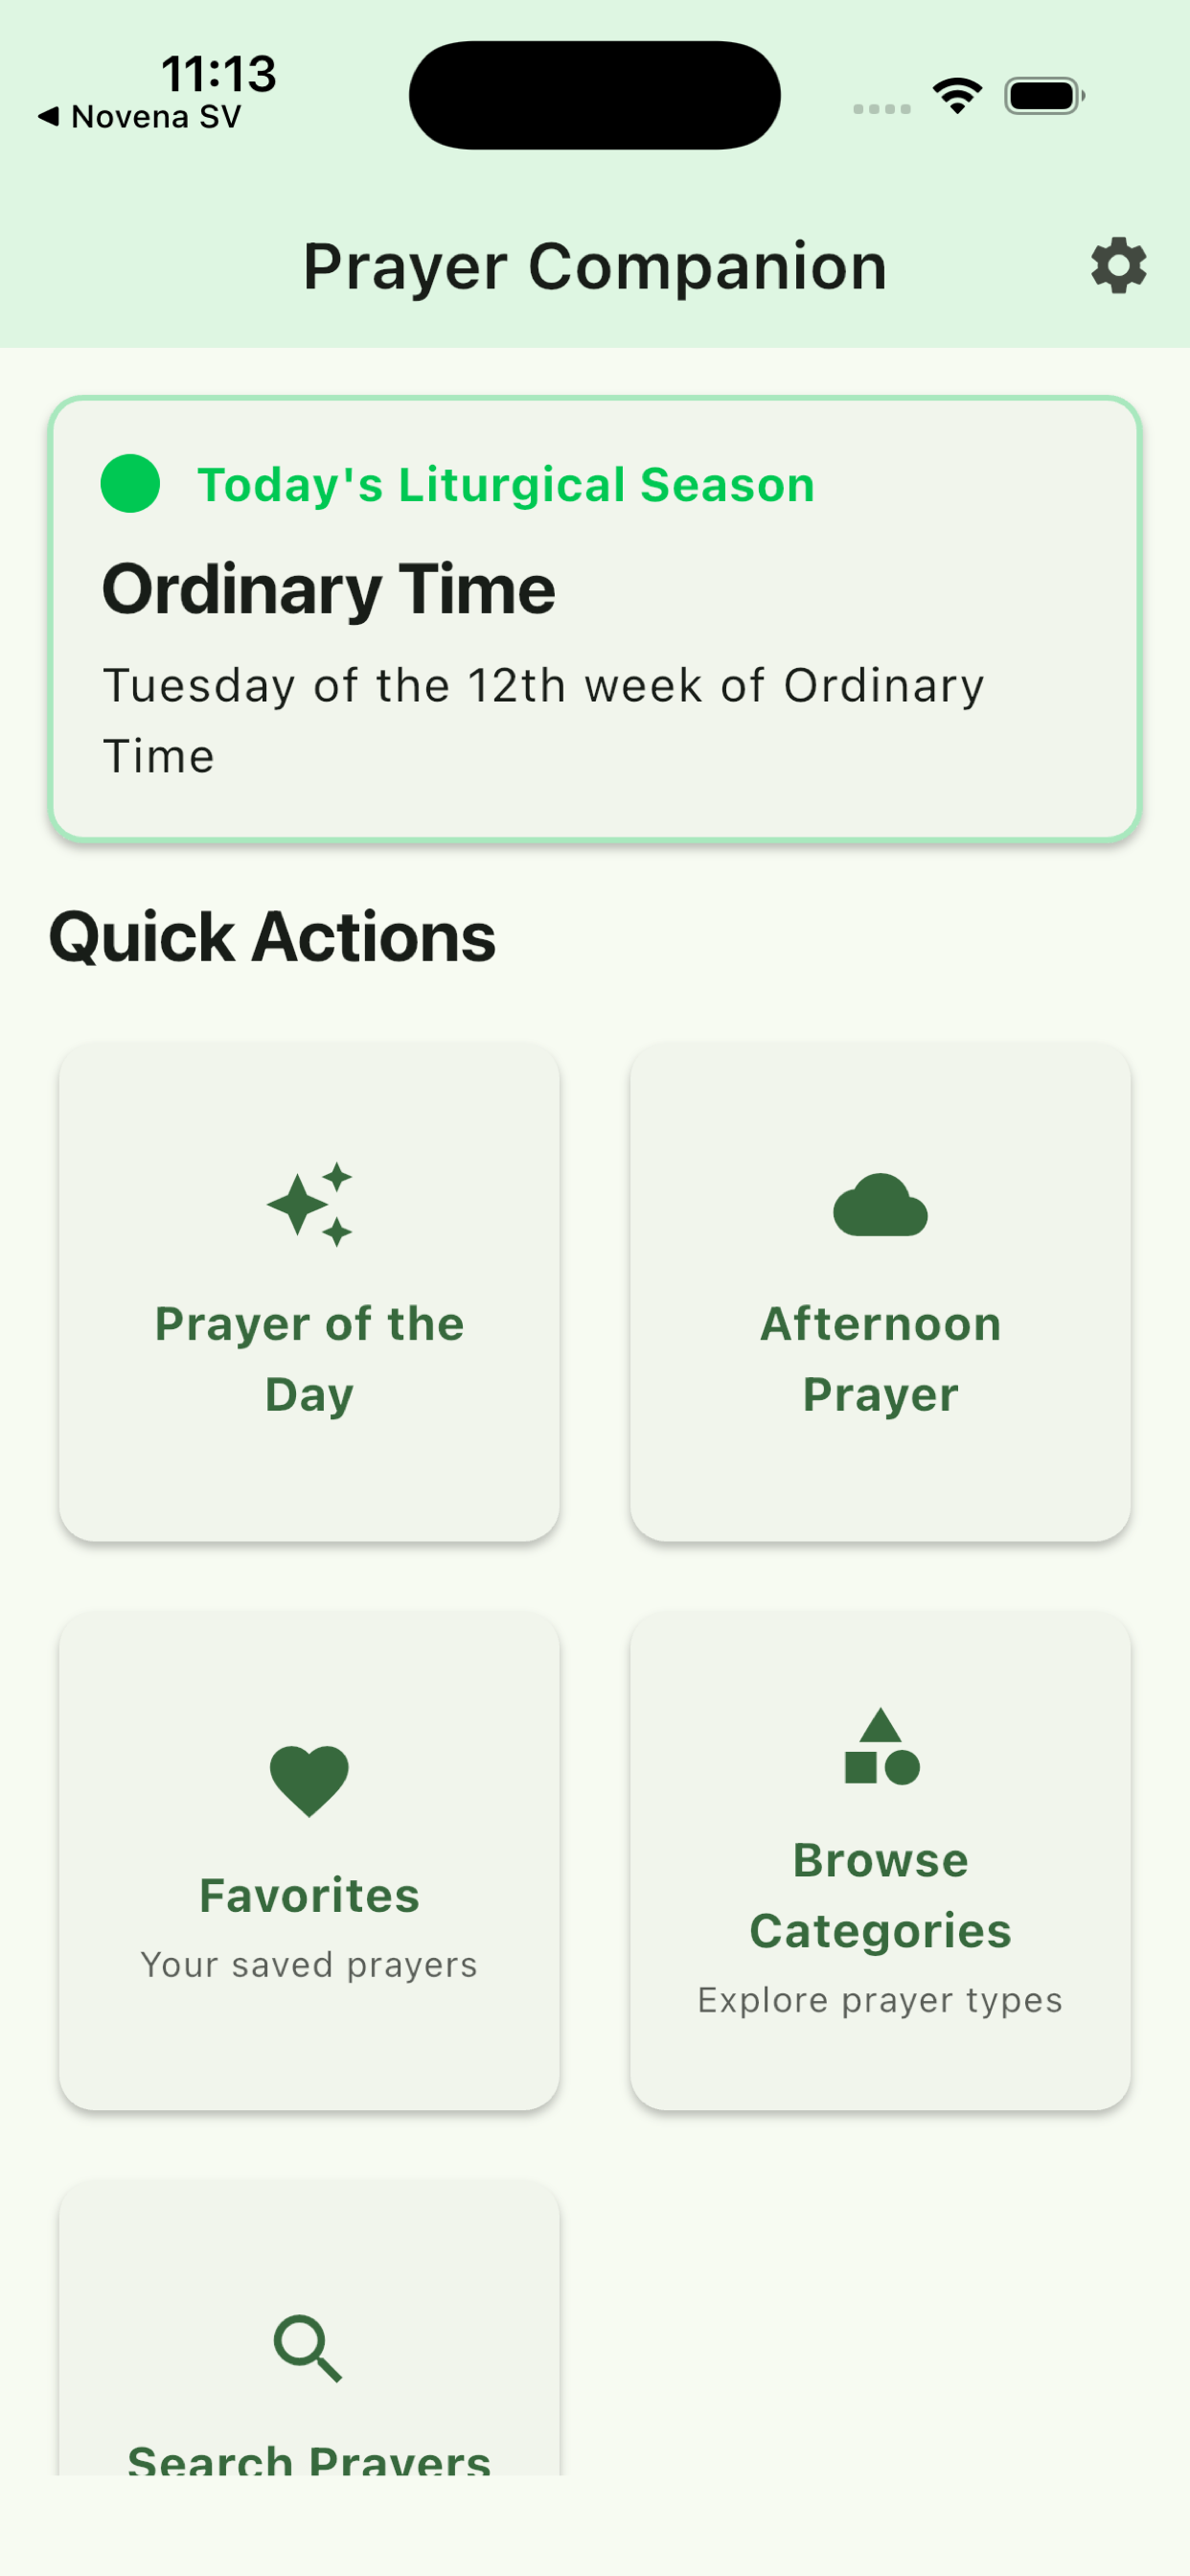 11:13
◀ Novena SV
Prayer Companion
Today's Liturgical Season
Ordinary Time
Tuesday of the 12th week of Ordinary
Time
Quick Actions
Prayer of the
Day
Afternoon
Prayer
Favorites
Your saved prayers
Browse
Categories
Explore prayer types
Search Prayers